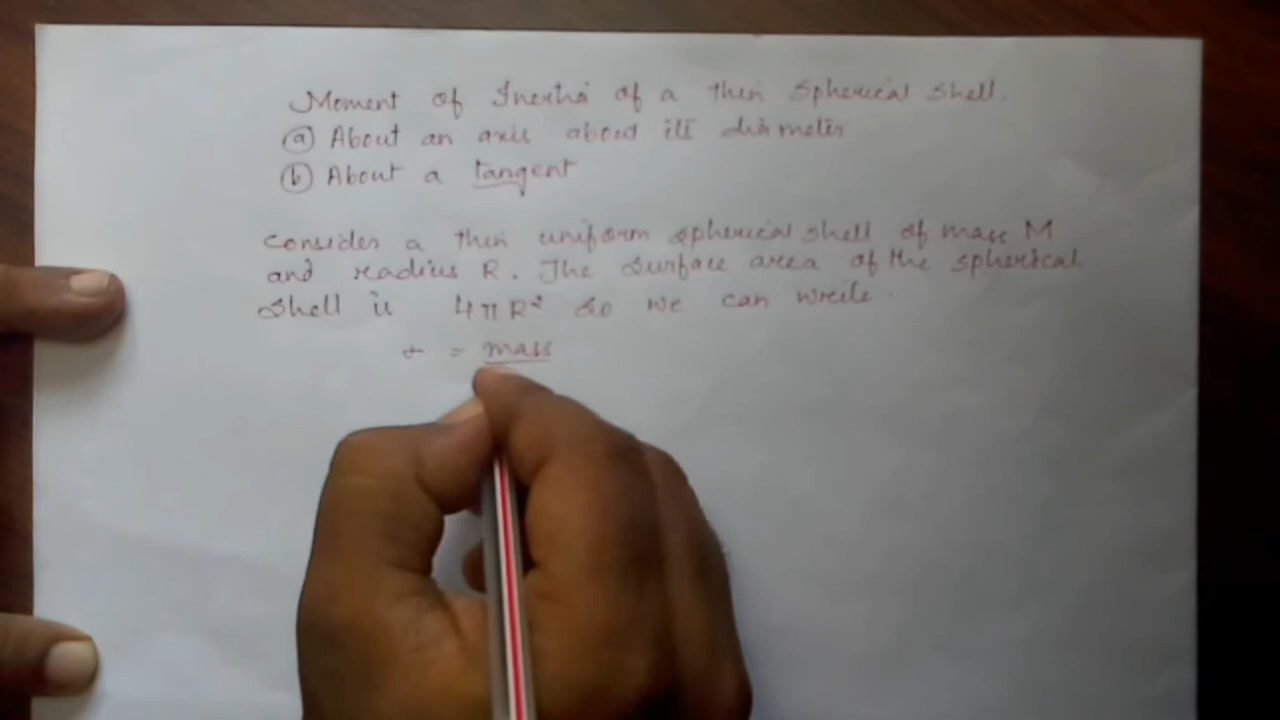 Moment of Inertia of a thin Spherical Shell.
(a) About an axis about its diameter
(b) About a tangent
Consider a thin uniform spherical shell of mass M
and radius R. The Surface area of the spherical
Shell is 4πR² So we can write.
σ = mass